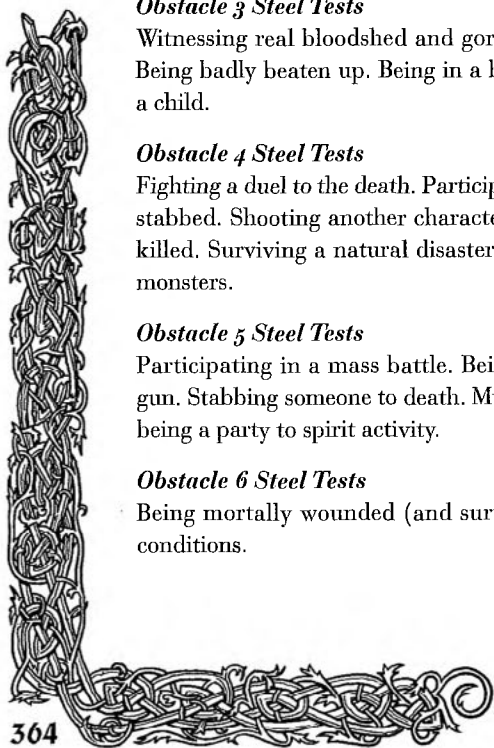 Obstacle 3 Steel Tests
Witnessing real bloodshed and
Being badly beaten up. Being in a
a child.
Obstacle 4 Steel Tests
Fighting a duel to the death.
stabbed. Shooting another
killed. Surviving a natural disaster
monsters.
Obstacle 5 Steel Tests
Participating in a mass battle.
gun. Stabbing someone to death.
being a party to spirit activity.
Obstacle 6 Steel Tests
Being mortally wounded (and
conditions.
364